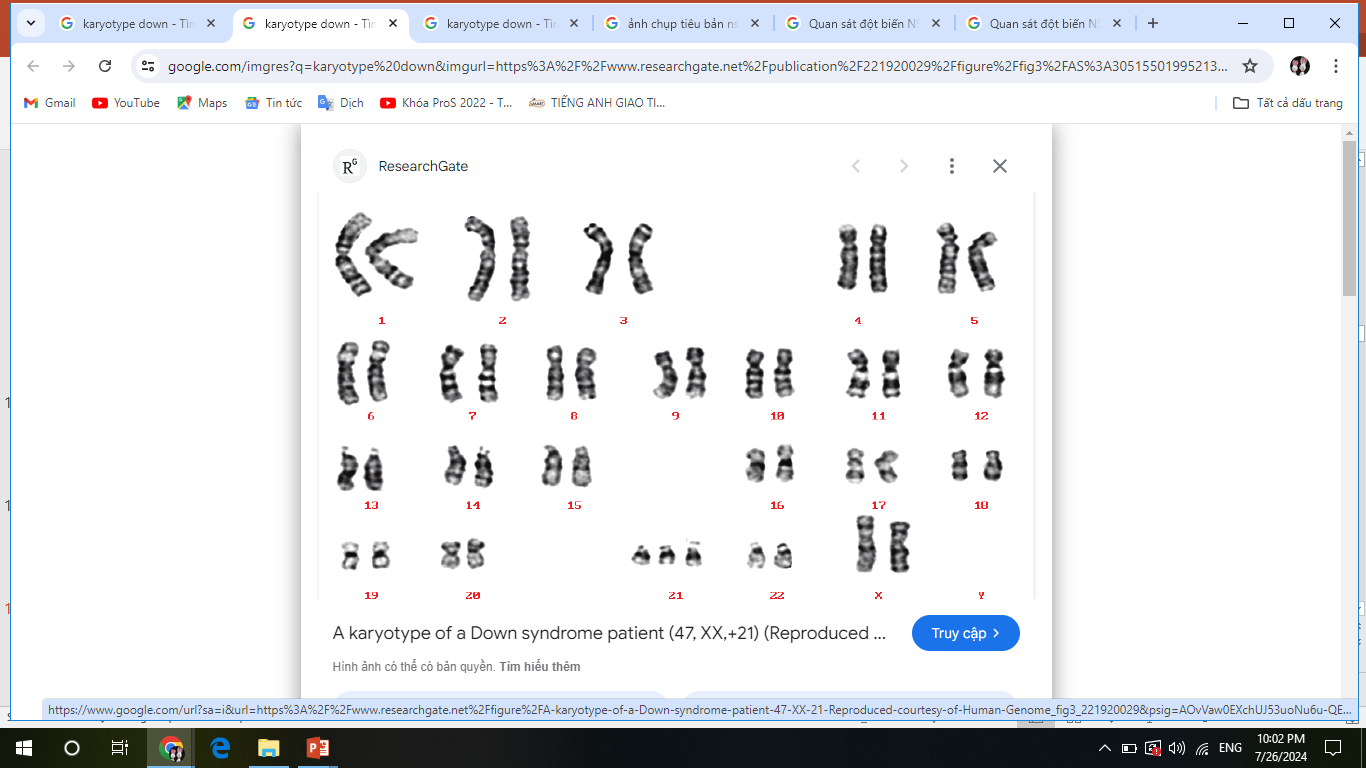 karyotype down - Tin
karyotype down - Tin
karyotype down - Tin
ảnh chụp tiêu bản ns
Quan sát đột biến NS
Quan sát đột biến NS
google.com/imgres?q=karyotype%20down&imgurl=https%3A%2F%2Fwww.researchgate.net%2Fpublication%2F221920029%2Ffigure%2Ffig3%2FAS%3A30515501995213...
Gmail
YouTube
Maps
Tin tức
Dịch
Khóa ProS 2022 - T...
TIẾNG ANH GIAO TI...
Tất cả dấu trang
RG ResearchGate
1 2 3 4 5
6 7 8 9 10 11 12
13 14 15 16 17 18
19 20 21 22 X Y
A karyotype of a Down syndrome patient (47, XX,+21) (Reproduced ...
Truy cập
Hình ảnh có thể có bản quyền. Tìm hiểu thêm
https://www.google.com/url?sa=i&url=https%3A%2F%2Fwww.researchgate.net%2Ffigure%2FA-karyotype-of-a-Down-syndrome-patient-47-XX-21-Reproduced-courtesy-of-Human-Genome_fig3_221920029&psig=AOvVaw0EXchUJ53uoNu6u-QE...
ENG
10:02 PM
7/26/2024